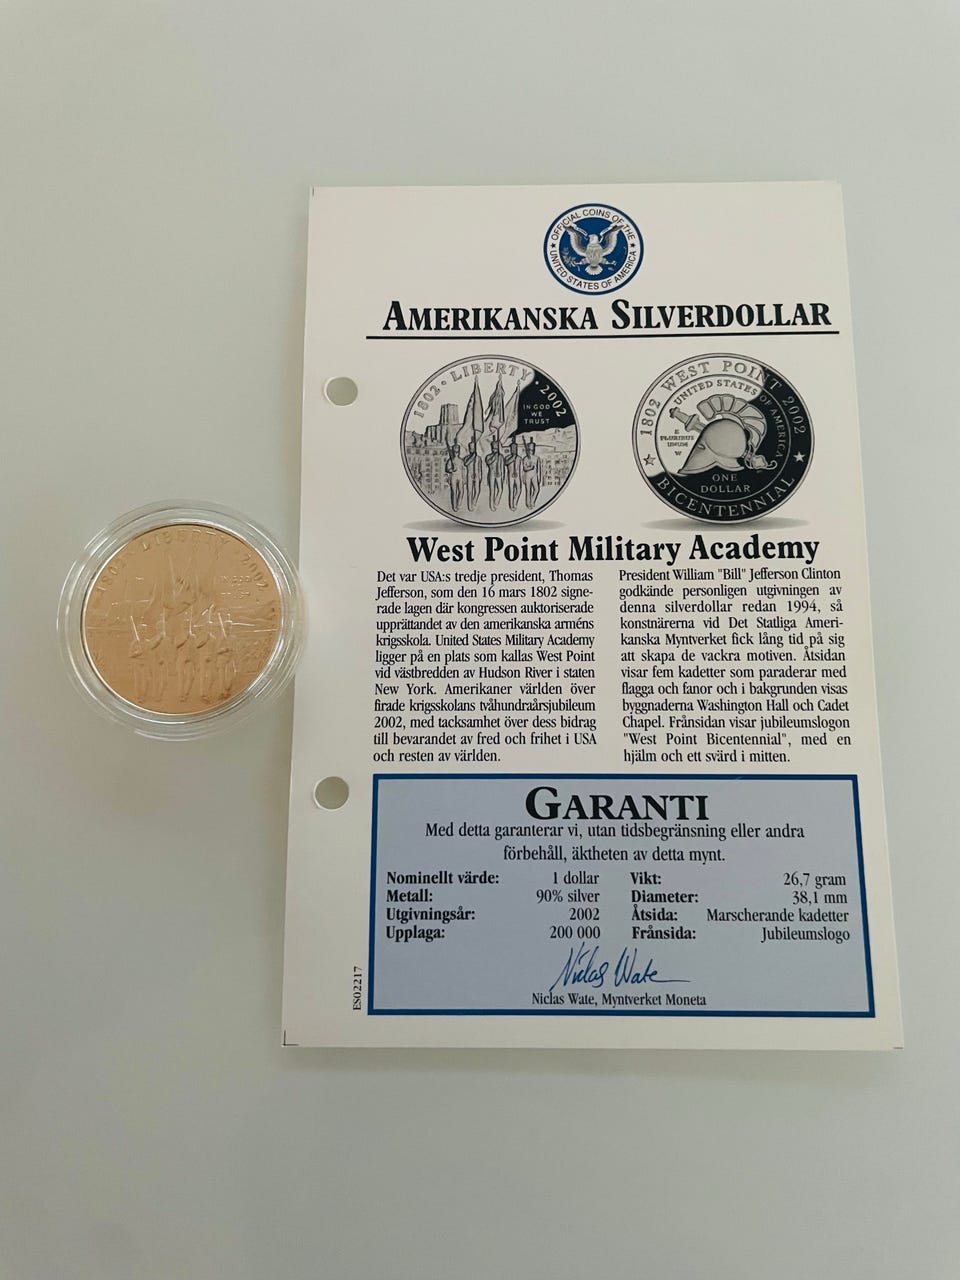 OFFICIAL COINS OF THE
UNITED STATES OF AMERICA
AMERIKANSKA SILVERDOLLAR
1802 • LIBERTY • 2002
IN GOD
WE
TRUST
1802 WEST POINT 2002
UNITED STATES OF AMERICA
E
PLURIBUS
UNUM
W
ONE
DOLLAR
BICENTENNIAL
West Point Military Academy
Det var USA:s tredje president, Thomas
Jefferson, som den 16 mars 1802 signe-
rade lagen där kongressen auktoriserade
upprättandet av den amerikanska arméns
krigsskola. United States Military Academy
ligger på en plats som kallas West Point
vid västbredden av Hudson River i staten
New York. Amerikaner världen över
firade krigsskolans tvåhundraårsjubileum
2002, med tacksamhet över dess bidrag
till bevarandet av fred och frihet i USA
och resten av världen.
President William "Bill" Jefferson Clinton
godkände personligen utgivningen av
denna silverdollar redan 1994, så
konstnärerna vid Det Statliga Ameri-
kanska Myntverket fick lång tid på sig
att skapa de vackra motiven. Åtsidan
visar fem kadetter som paraderar med
flagga och fanor och i bakgrunden visas
byggnaderna Washington Hall och Cadet
Chapel. Frånsidan visar jubileumslogon
"West Point Bicentennial", med en
hjälm och ett svärd i mitten.
GARANTI
Med detta garanterar vi, utan tidsbegränsning eller andra
förbehåll, äktheten av detta mynt.
Nominellt värde: 1 dollar
Metall: 90% silver
Utgivningsår: 2002
Upplaga: 200 000
Vikt: 26,7 gram
Diameter: 38,1 mm
Åtsida: Marscherande kadetter
Frånsida: Jubileumslogo
Niclas Wate
Niclas Wate, Myntverket Moneta
ES02217
1802 • LIBERTY • 2002
IN GOD